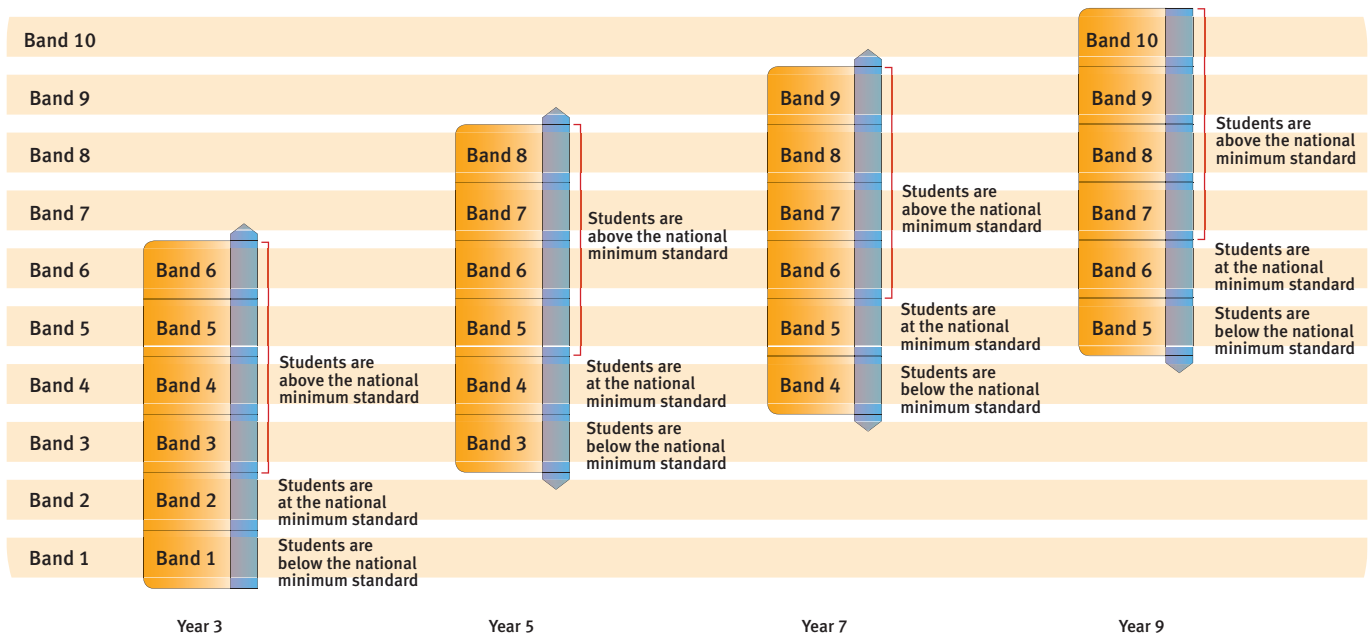 Band 10
Band 9
Band 8
Band 7
Band 6
Band 5
Band 4
Band 3
Band 2
Band 1
Band 6
Band 5
Band 4
Band 3
Band 2
Band 1
Students are
above the national
minimum standard
Students are
at the national
minimum standard
Students are
below the national
minimum standard
Year 3
Band 8
Band 7
Band 6
Band 5
Band 4
Band 3
Students are
above the national
minimum standard
Students are
at the national
minimum standard
Students are
below the national
minimum standard
Year 5
Band 9
Band 8
Band 7
Band 6
Band 5
Band 4
Students are
above the national
minimum standard
Students are
at the national
minimum standard
Students are
below the national
minimum standard
Year 7
Band 10
Band 9
Band 8
Band 7
Band 6
Band 5
Students are
above the national
minimum standard
Students are
at the national
minimum standard
Students are
below the national
minimum standard
Year 9